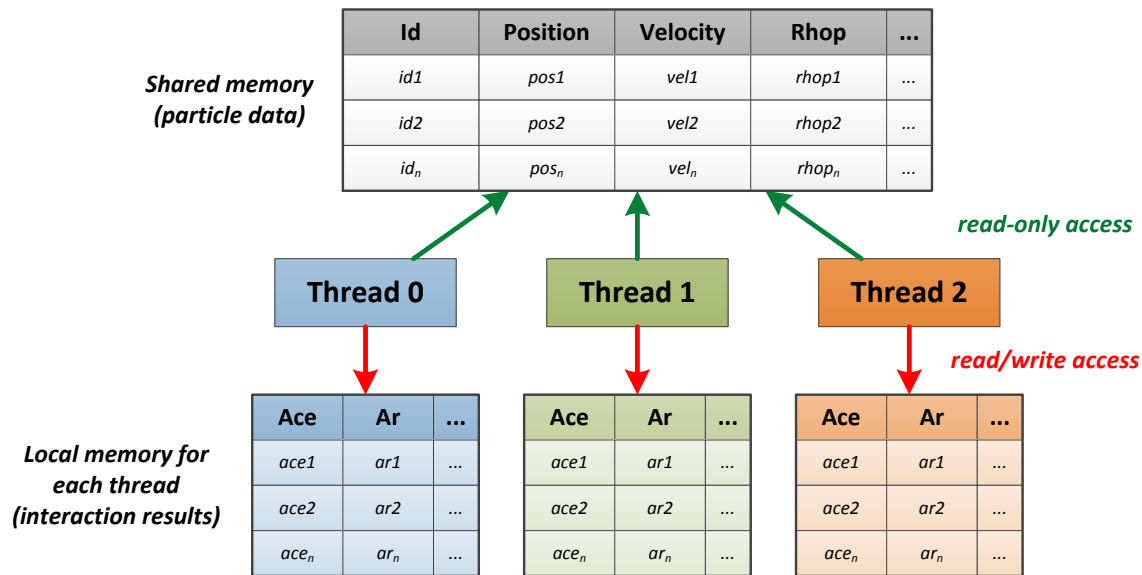 Id Position Velocity Rhop ...
Shared memory
(particle data)
id1 pos1 vel1 rhop1 ...
id2 pos2 vel2 rhop2 ...
idₙ posₙ velₙ rhopₙ ...
read-only access
Thread 0 Thread 1 Thread 2
read/write access
Local memory for
each thread
(interaction results)
Ace Ar ...
ace1 ar1 ...
ace2 ar2 ...
aceₙ arₙ ...
Ace Ar ...
ace1 ar1 ...
ace2 ar2 ...
aceₙ arₙ ...
Ace Ar ...
ace1 ar1 ...
ace2 ar2 ...
aceₙ arₙ ...